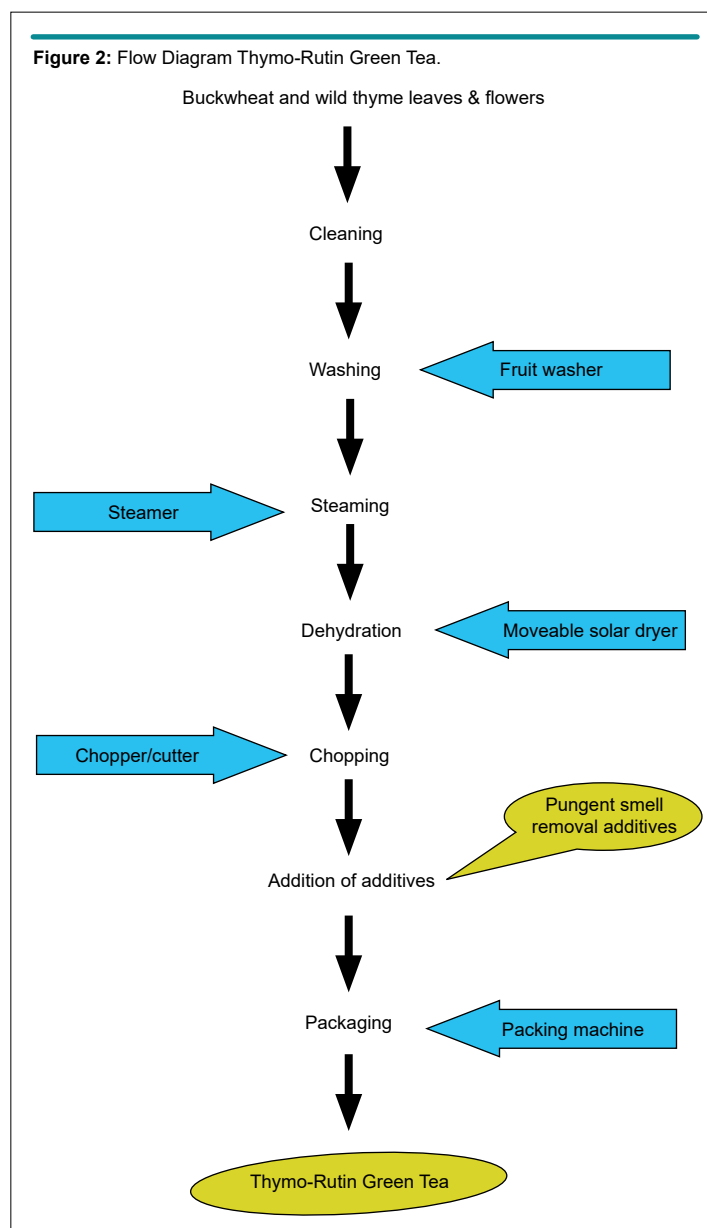 Figure 2: Flow Diagram Thymo-Rutin Green Tea.
Buckwheat and wild thyme leaves & flowers
Cleaning
Washing
Fruit washer
Steamer
Steaming
Dehydration
Moveable solar dryer
Chopper/cutter
Chopping
Pungent smell
removal additives
Addition of additives
Packaging
Packing machine
Thymo-Rutin Green Tea